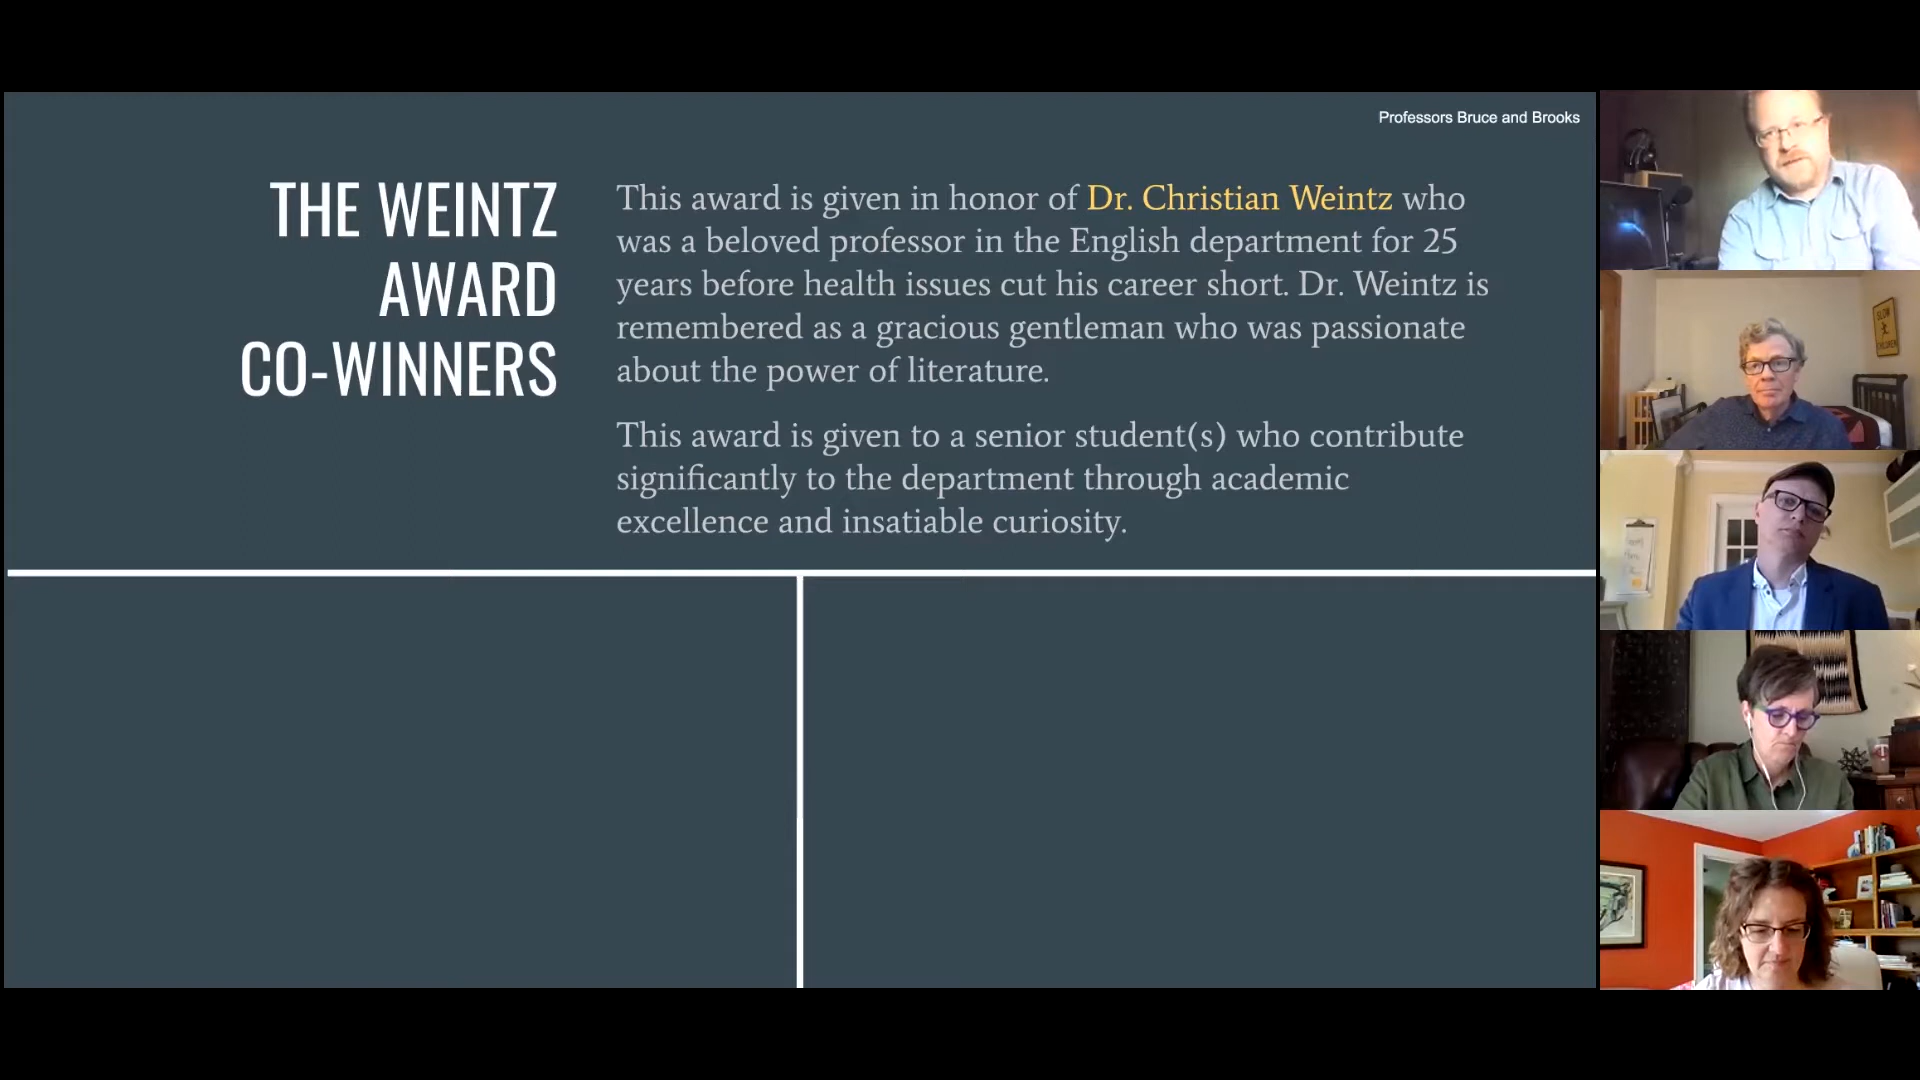 Professors Bruce and Brooks
THE WEINTZ
AWARD
CO-WINNERS
This award is given in honor of Dr. Christian Weintz who
was a beloved professor in the English department for 25
years before health issues cut his career short. Dr. Weintz is
remembered as a gracious gentleman who was passionate
about the power of literature.
This award is given to a senior student(s) who contribute
significantly to the department through academic
excellence and insatiable curiosity.
SLOW
CHILDREN